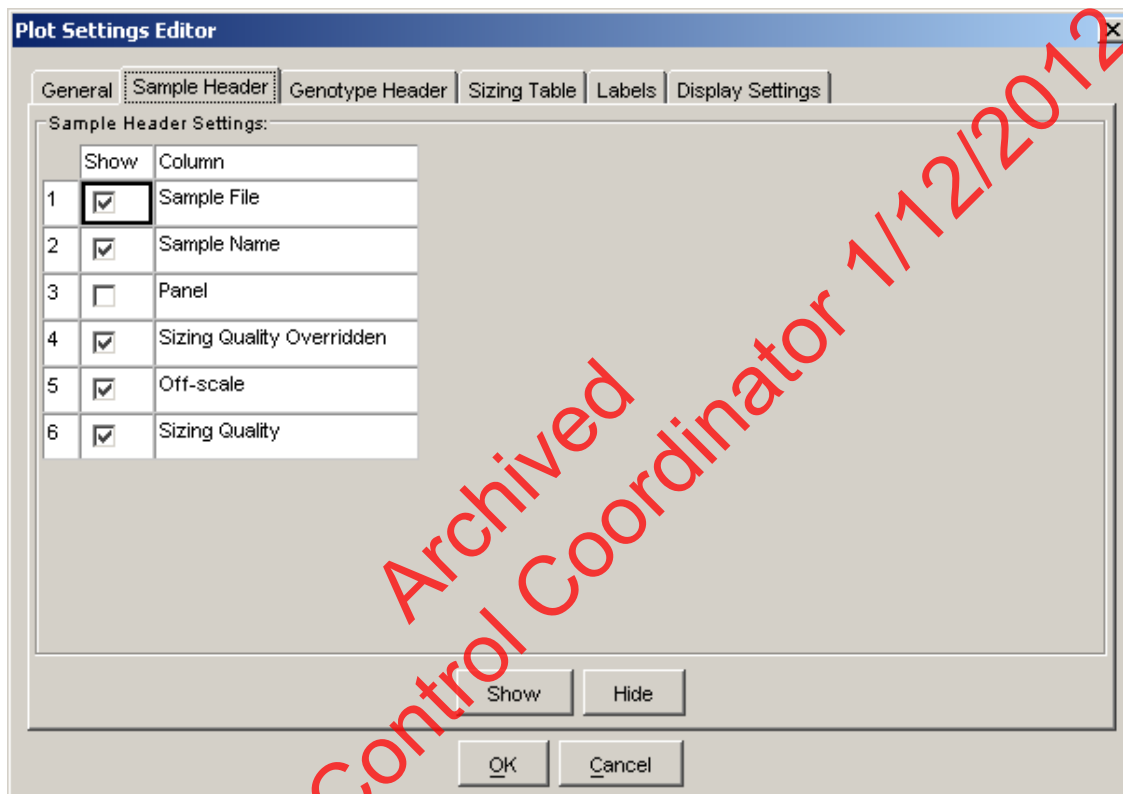 Plot Settings Editor
General Sample Header Genotype Header Sizing Table Labels Display Settings
Sample Header Settings:
Show Column
1 Sample File
2 Sample Name
3 Panel
4 Sizing Quality Overridden
5 Off-scale
6 Sizing Quality
Show Hide
OK Cancel
Archived
Control Coordinator 1/12/2012